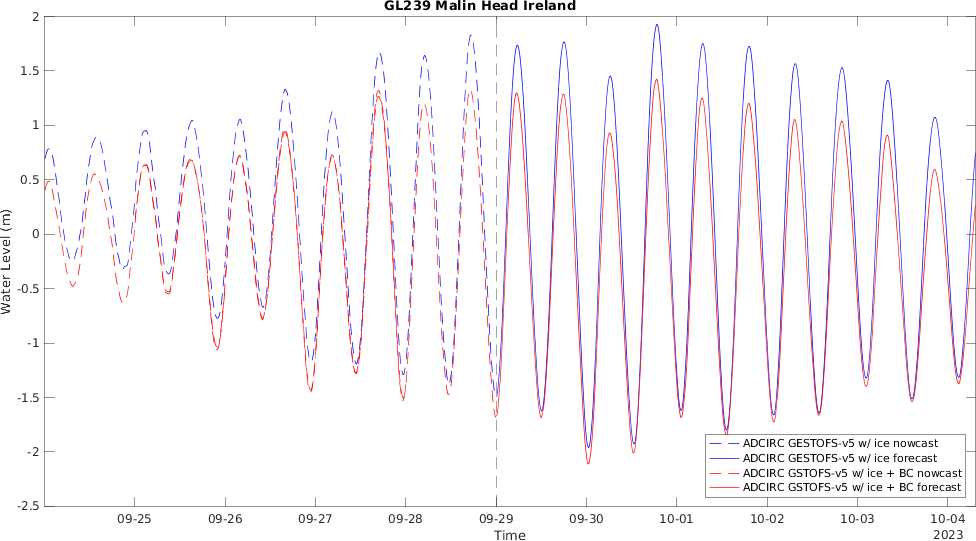 GL239 Malin Head Ireland
2
1.5
1
0.5
0
-0.5
-1
-1.5
-2
-2.5
Water Level (m)
ADCIRC GESTOFS-v5 w/ ice nowcast
ADCIRC GESTOFS-v5 w/ ice forecast
ADCIRC GSTOFS-v5 w/ ice + BC nowcast
ADCIRC GSTOFS-v5 w/ ice + BC forecast
09-25 09-26 09-27 09-28 09-29 09-30 10-01 10-02 10-03 10-04
Time 2023